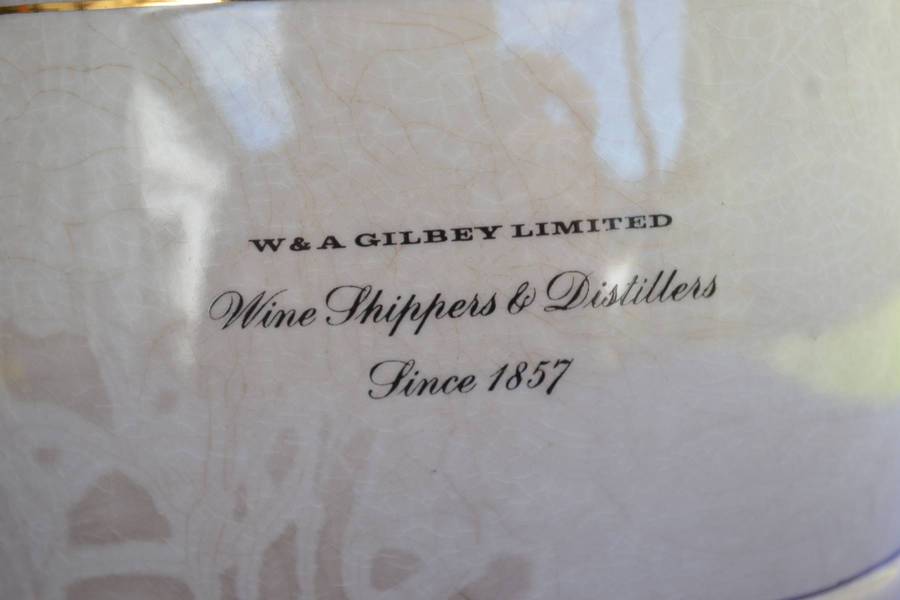 W & A GILBEY LIMITED
Wine Shippers & Distillers
Since 1857